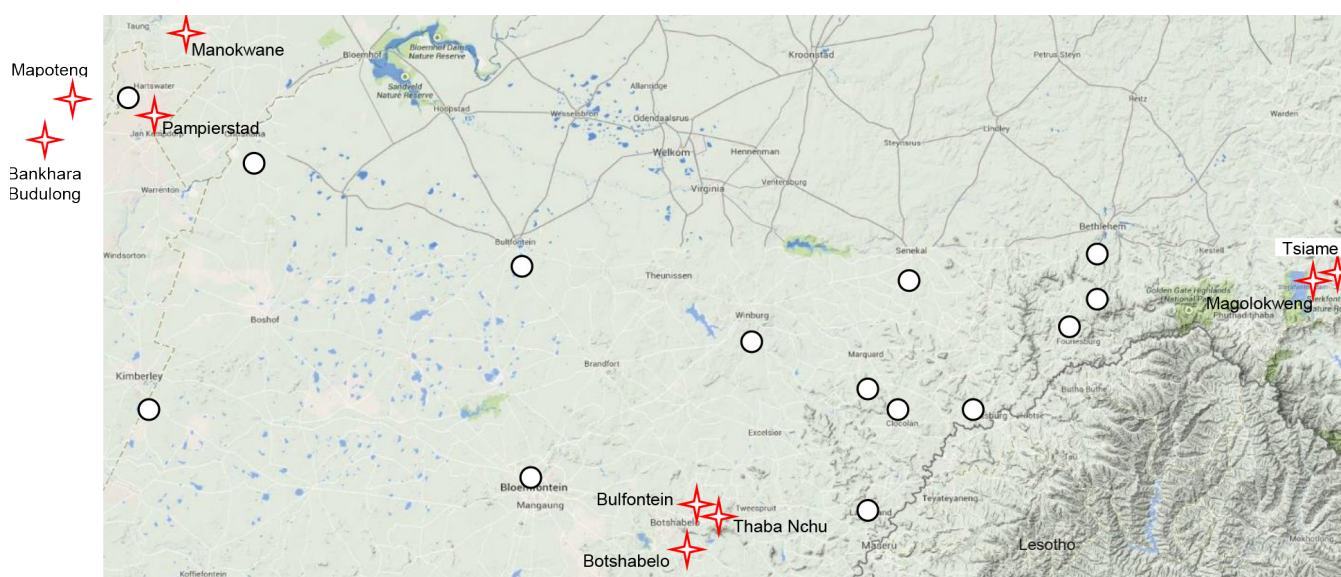 Taung
Manokwane
Bloemhof
Bloemhof Dam
Nature Reserve
Kroonstad
Petrus Steyn
Mapoteng
Hartswater
Sandveld
Nature Reserve
Hoopstad
Allanridge
Wesselsbron
Odendaalsrus
Reitz
Warden
Pampierstad
Jan Kempdorp
Lindley
Steynsrus
Welkom
Hennenman
Bankhara
Budulong
Warrenton
Virginia
Ventersburg
Bethlehem
Bultfontein
Senekal
Kestell
Tsiame
Windsorton
Theunissen
Golden Gate Highlands
Magolokweng
Phuthaditjhaba
Boshof
Winburg
Fouriesburg
Marquard
Brandfort
Kimberley
Butha Buthe
Clocolan
Excelsior
Bloemfontein
Mangaung
Bulfontein
Tweespruit
Teyateyaneng
Botshabelo
Thaba Nchu
Maseru
Lesotho
Mokhotlong
Botshabelo
Koffiefontein